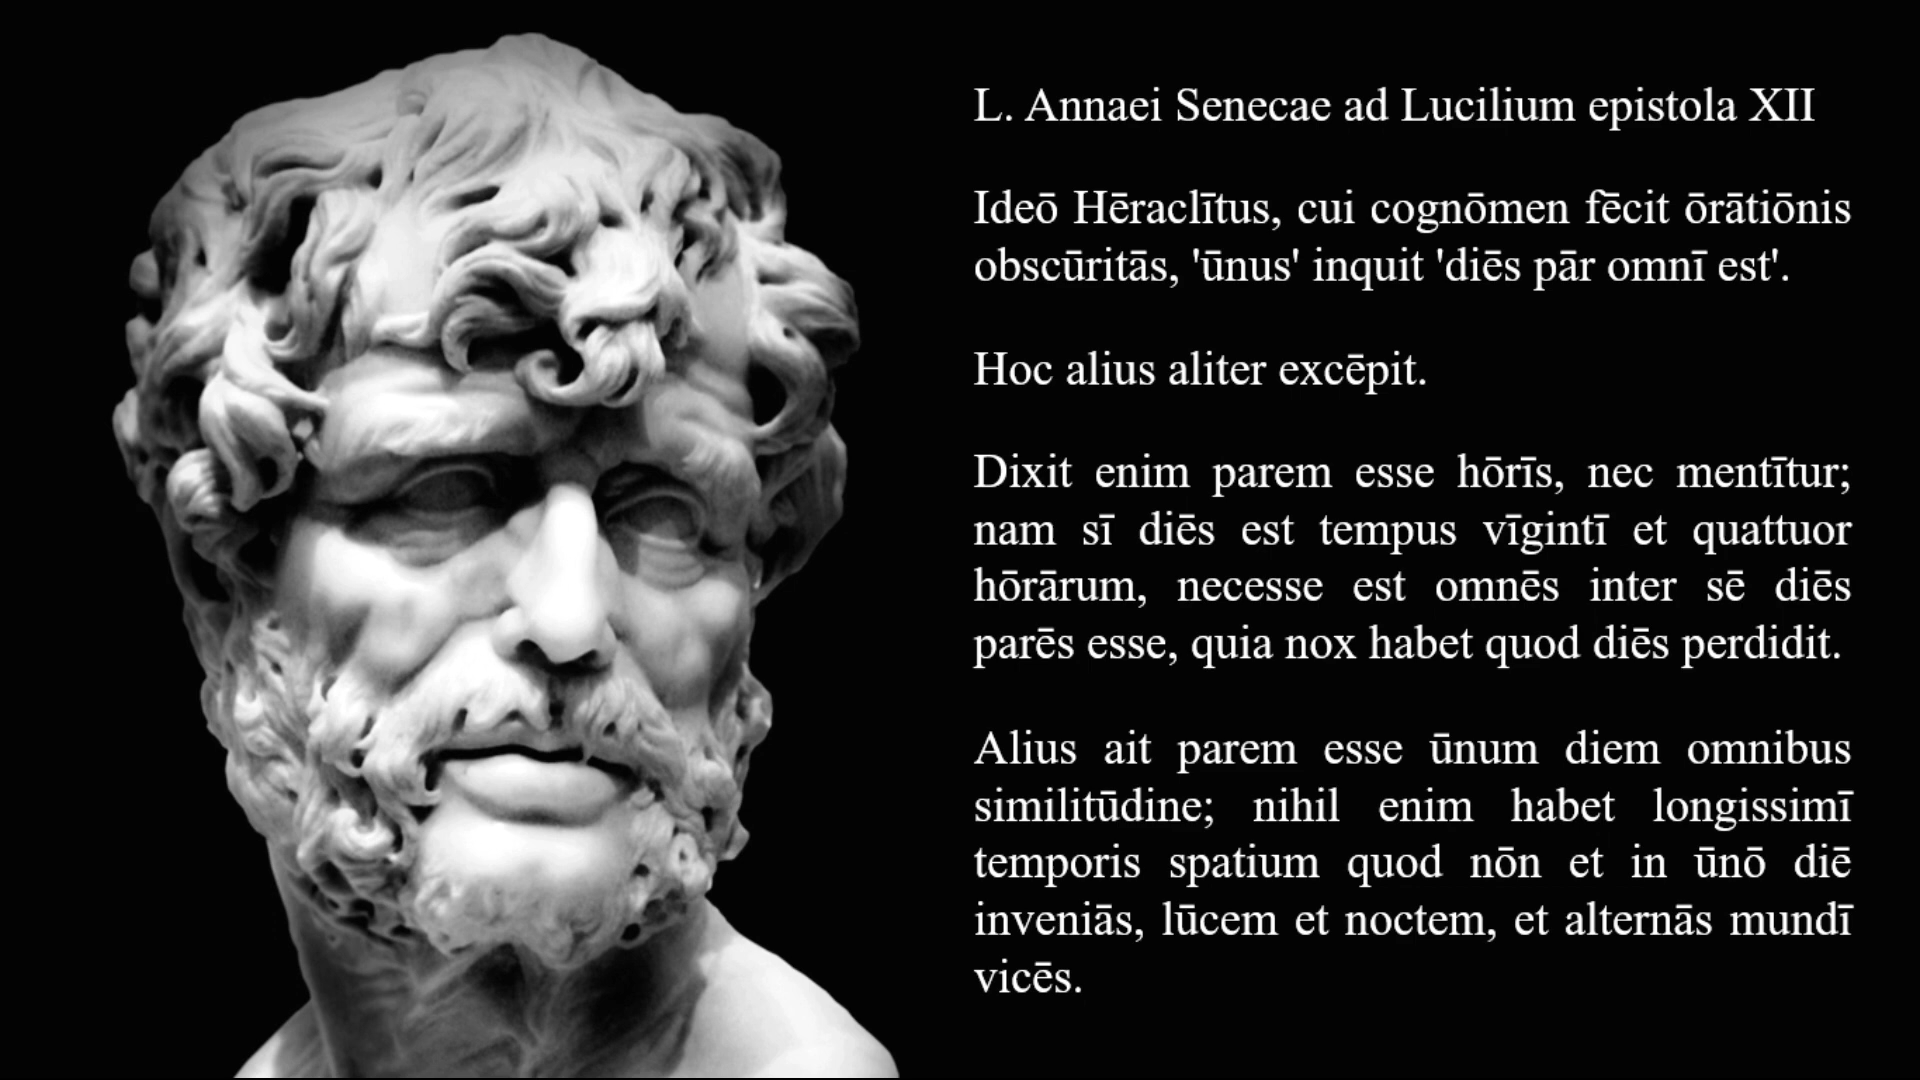 L. Annaei Senecae ad Lucilium epistola XII
Ideō Hēraclītus, cui cognōmen fēcit ōrātiōnis
obscūritās, 'ūnus' inquit 'diēs pār omnī est'.
Hoc alius aliter excēpit.
Dixit enim parem esse hōrīs, nec mentītur;
nam sī diēs est tempus vīgintī et quattuor
hōrārum, necesse est omnēs inter sē diēs
parēs esse, quia nox habet quod diēs perdidit.
Alius ait parem esse ūnum diem omnibus
similitūdine; nihil enim habet longissimī
temporis spatium quod nōn et in ūnō diē
inveniās, lūcem et noctem, et alternās mundī
vicēs.